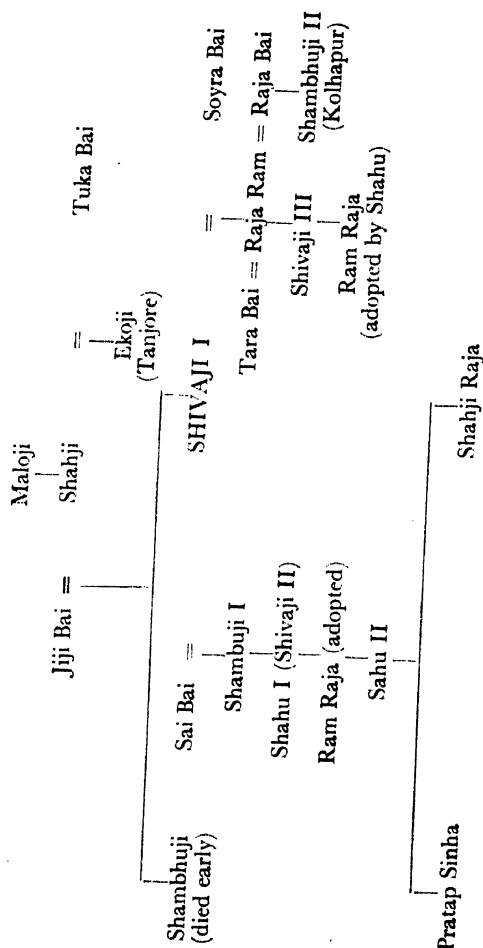 Maloji
Shahji
Jiji Bai = = Tuka Bai
Ekoji
(Tanjore)
Shambhuji
(died early)
SHIVAJI I
Sai Bai = = Soyra Bai
Shambuji I
Tara Bai = Raja Ram = Raja Bai
Shahu I (Shivaji II)
Shivaji III
Shambhuji II
(Kolhapur)
Ram Raja (adopted)
Ram Raja
(adopted by Shahu)
Sahu II
Pratap Sinha
Shahji Raja